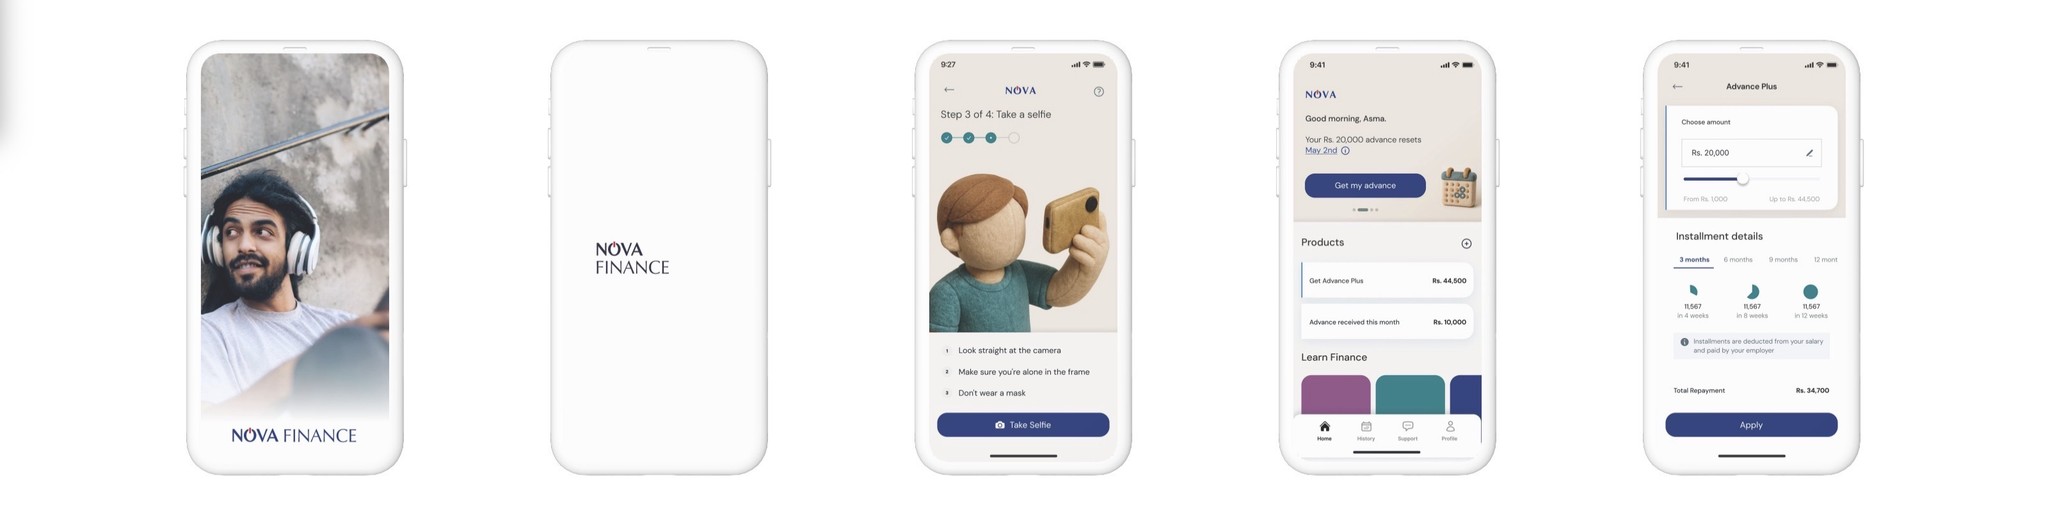 NOVA FINANCE
NOVA
FINANCE
9:27
NOVA
Step 3 of 4: Take a selfie
1 Look straight at the camera
2 Make sure you're alone in the frame
3 Don't wear a mask
Take Selfie
9:41
NOVA
Good morning, Asma.
Your Rs. 20,000 advance resets
May 2nd
Get my advance
Products
Get Advance Plus Rs. 44,500
Advance received this month Rs. 10,000
Learn Finance
Home History Support Profile
9:41
Advance Plus
Choose amount
Rs. 20,000
From Rs. 1,000 Up to Rs. 44,500
Installment details
3 months 6 months 9 months 12 mont
11,567 11,567 11,567
in 4 weeks in 8 weeks in 12 weeks
Installments are deducted from your salary
and paid by your employer
Total Repayment Rs. 34,700
Apply